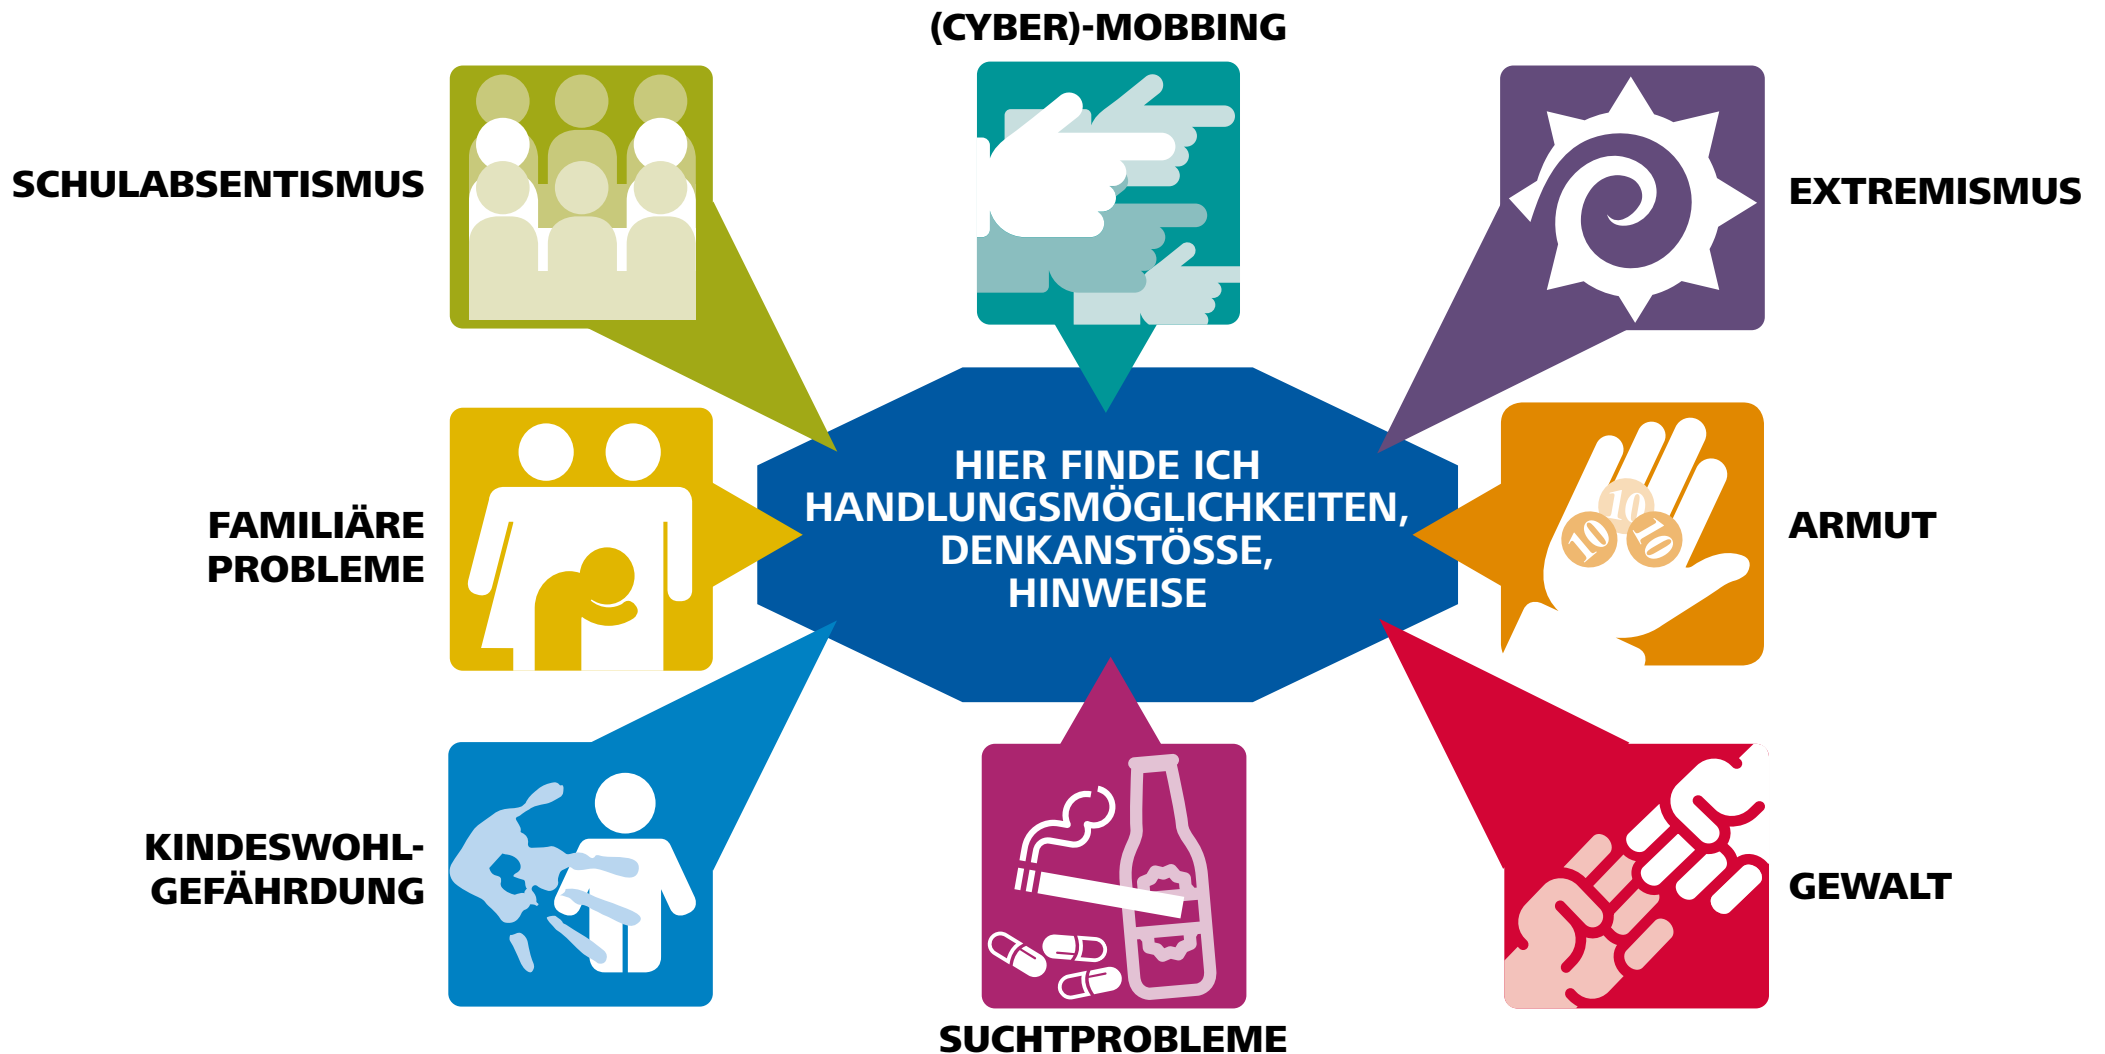 (CYBER)-MOBBING
SCHULABSENTISMUS
EXTREMISMUS
HIER FINDE ICH
HANDLUNGSMÖGLICHKEITEN,
DENKANSTÖSSE,
HINWEISE
FAMILIÄRE
PROBLEME
10
10
10
ARMUT
KINDESWOHL-
GEFÄHRDUNG
GEWALT
SUCHTPROBLEME